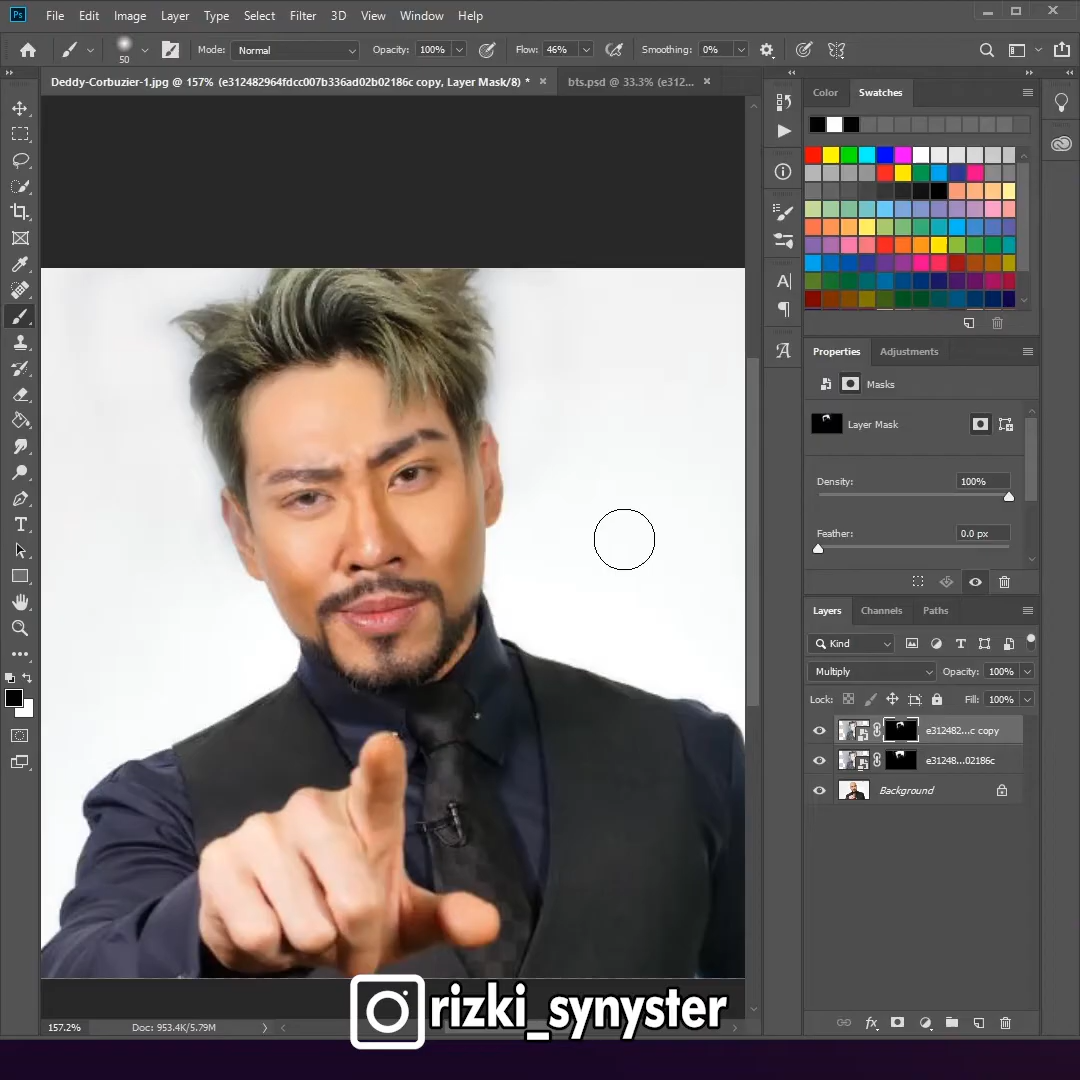 Ps File Edit Image Layer Type Select Filter 3D View Window Help
50 Mode: Normal Opacity: 100% Flow: 46% Smoothing: 0%
Deddy-Corbuzier-1.jpg @ 157% (e312482964fdcc007b336ad02b02186c copy, Layer Mask/8) * × bts.psd @ 33.3% (e312... ×
Color Swatches
Properties Adjustments
Masks
Layer Mask
Density: 100%
Feather: 0.0 px
Layers Channels Paths
Kind
Multiply Opacity: 100%
Lock: Fill: 100%
e312482...c copy
e31248...02186c
Background
157.2% Doc: 953.4K/5.79M
rizki_synyster